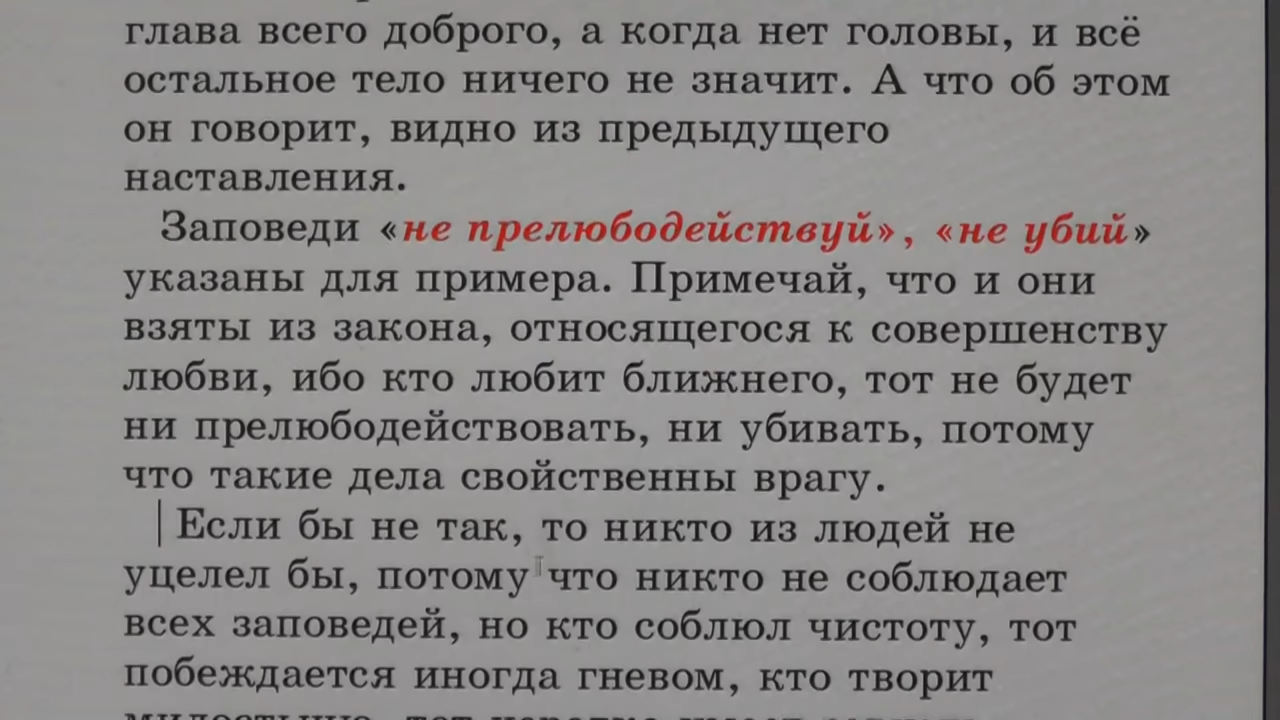 глава всего доброго, а когда нет головы, и всё
остальное тело ничего не значит. А что об этом
он говорит, видно из предыдущего
наставления.
Заповеди «не прелюбодействуй», «не убий»
указаны для примера. Примечай, что и они
взяты из закона, относящегося к совершенству
любви, ибо кто любит ближнего, тот не будет
ни прелюбодействовать, ни убивать, потому
что такие дела свойственны врагу.
Если бы не так, то никто из людей не
уцелел бы, потому что никто не соблюдает
всех заповедей, но кто соблюл чистоту, тот
побеждается иногда гневом, кто творит